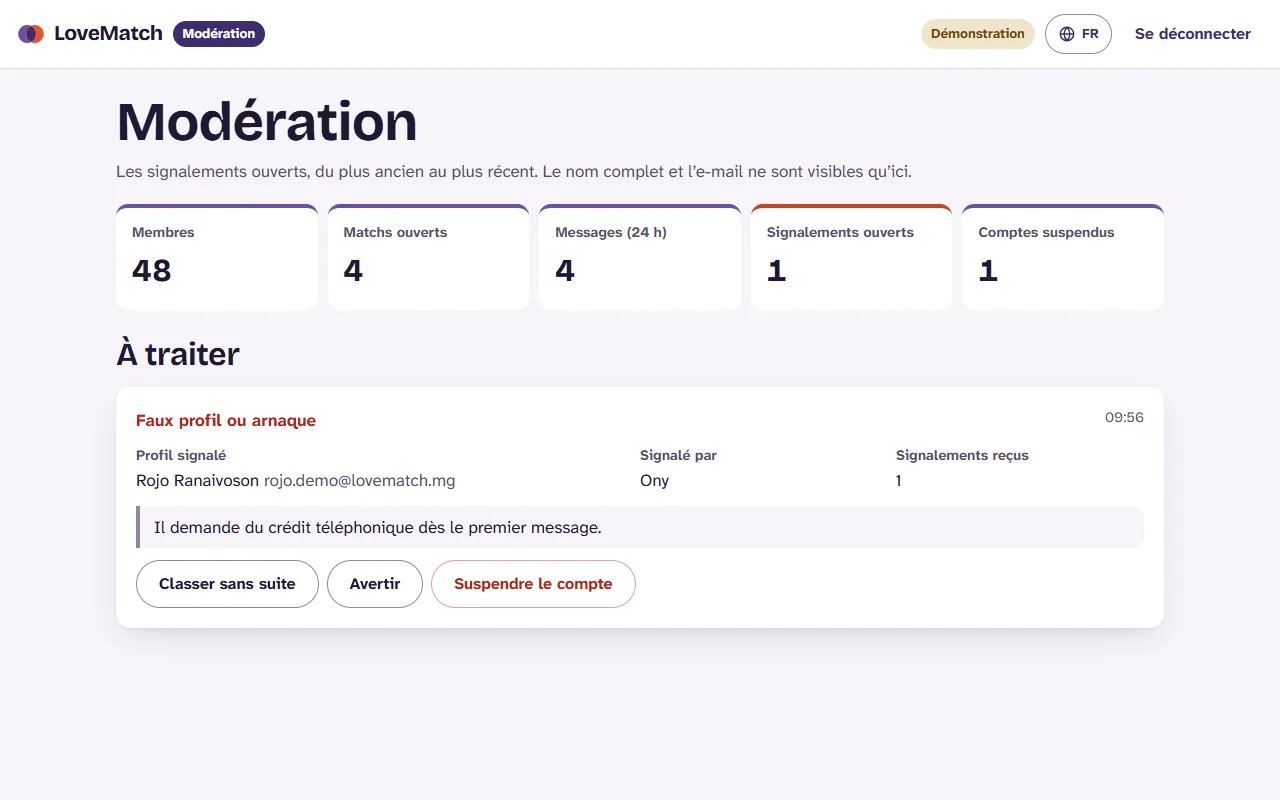 LoveMatch Modération Démonstration FR Se déconnecter
Modération
Les signalements ouverts, du plus ancien au plus récent. Le nom complet et l’e-mail ne sont visibles qu’ici.
Membres
48
Matchs ouverts
4
Messages (24 h)
4
Signalements ouverts
1
Comptes suspendus
1
À traiter
Faux profil ou arnaque 09:56
Profil signalé
Rojo Ranaivoson rojo.demo@lovematch.mg
Signalé par
Ony
Signalements reçus
1
Il demande du crédit téléphonique dès le premier message.
Classer sans suite Avertir Suspendre le compte